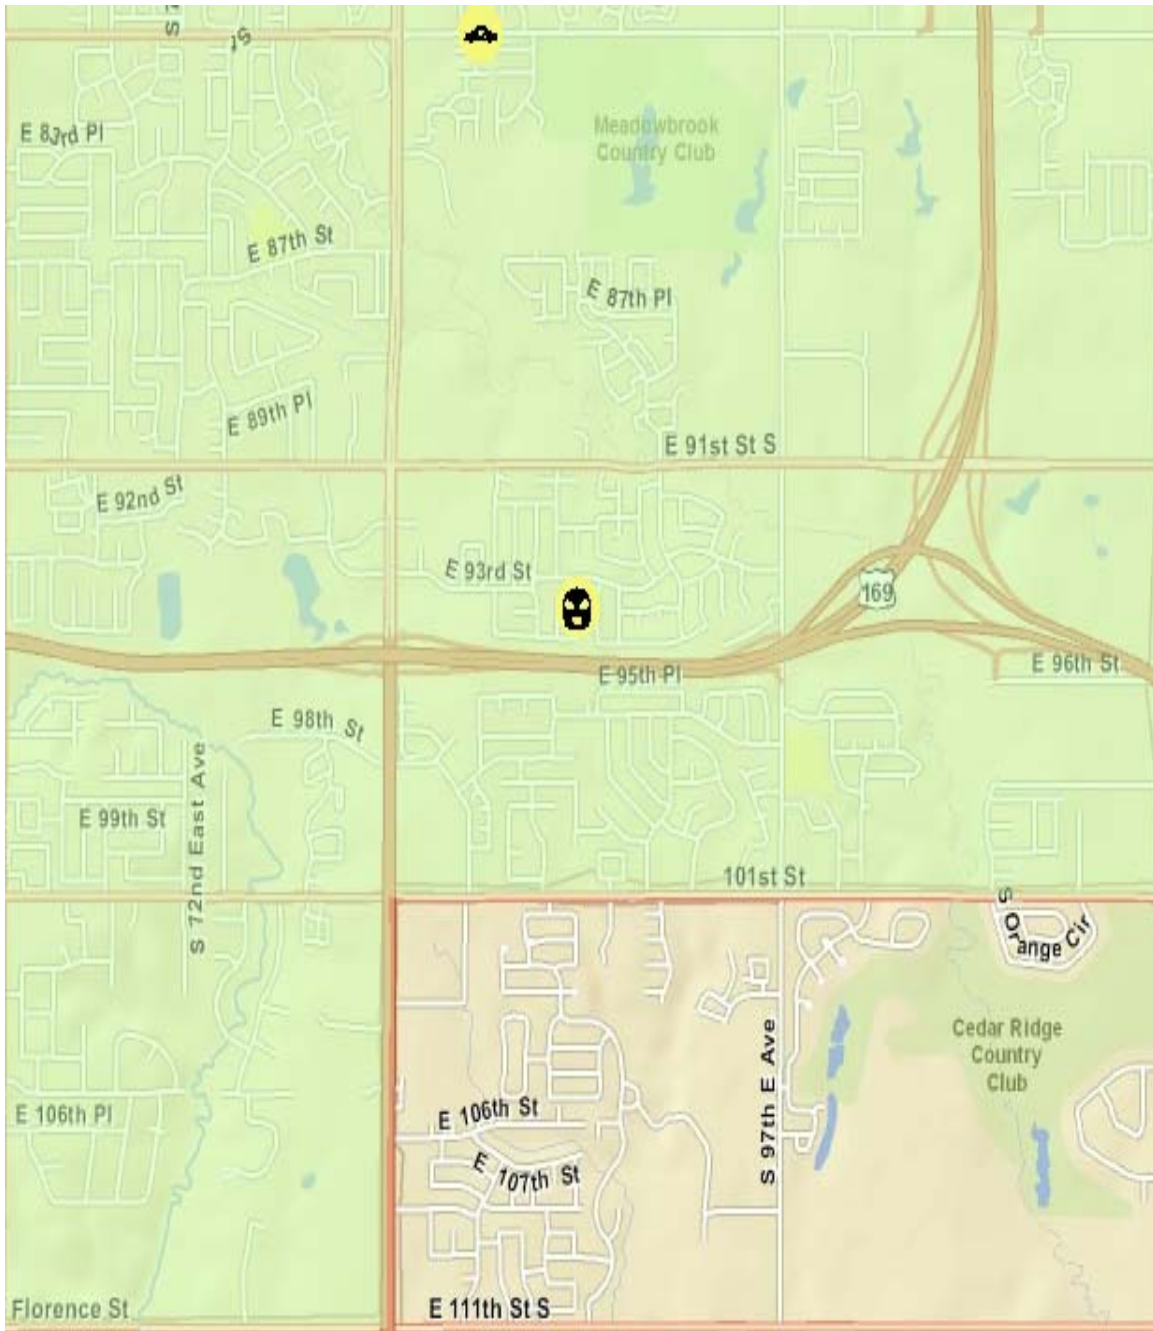 S 
St
E 83rd Pl
Meadowbrook
Country Club
E 87th St
E 87th Pl
E 89th Pl
E 91st St S
E 92nd St
E 93rd St
169
E 95th Pl
E 96th St
E 98th St
S 72nd East Ave
E 99th St
101st St
S Orange Cir
Cedar Ridge
Country
Club
S 97th E Ave
E 106th Pl
E 106th St
E 107th St
Florence St
E 111th St S